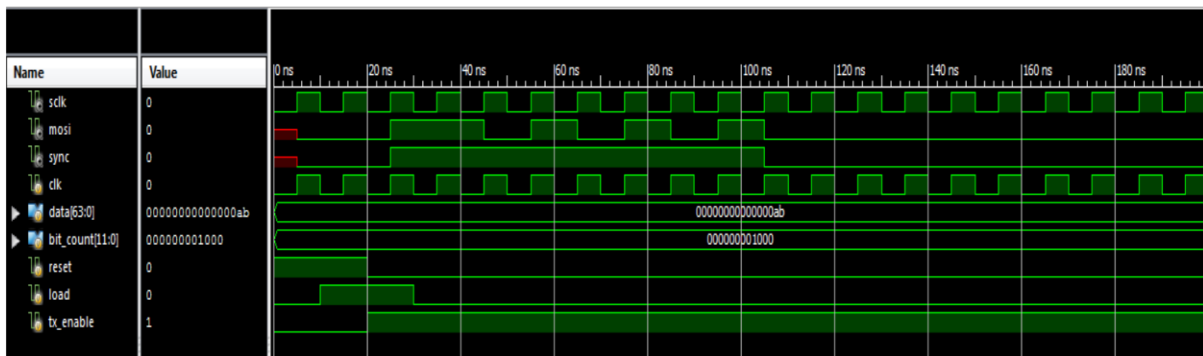 Name Value 0 ns 20 ns 40 ns 60 ns 80 ns 100 ns 120 ns 140 ns 160 ns 180 ns
sclk 0
mosi 0
sync 0
clk 0
data[63:0] 00000000000000ab 00000000000000ab
bit_count[11:0] 000000001000 000000001000
reset 0
load 0
tx_enable 1